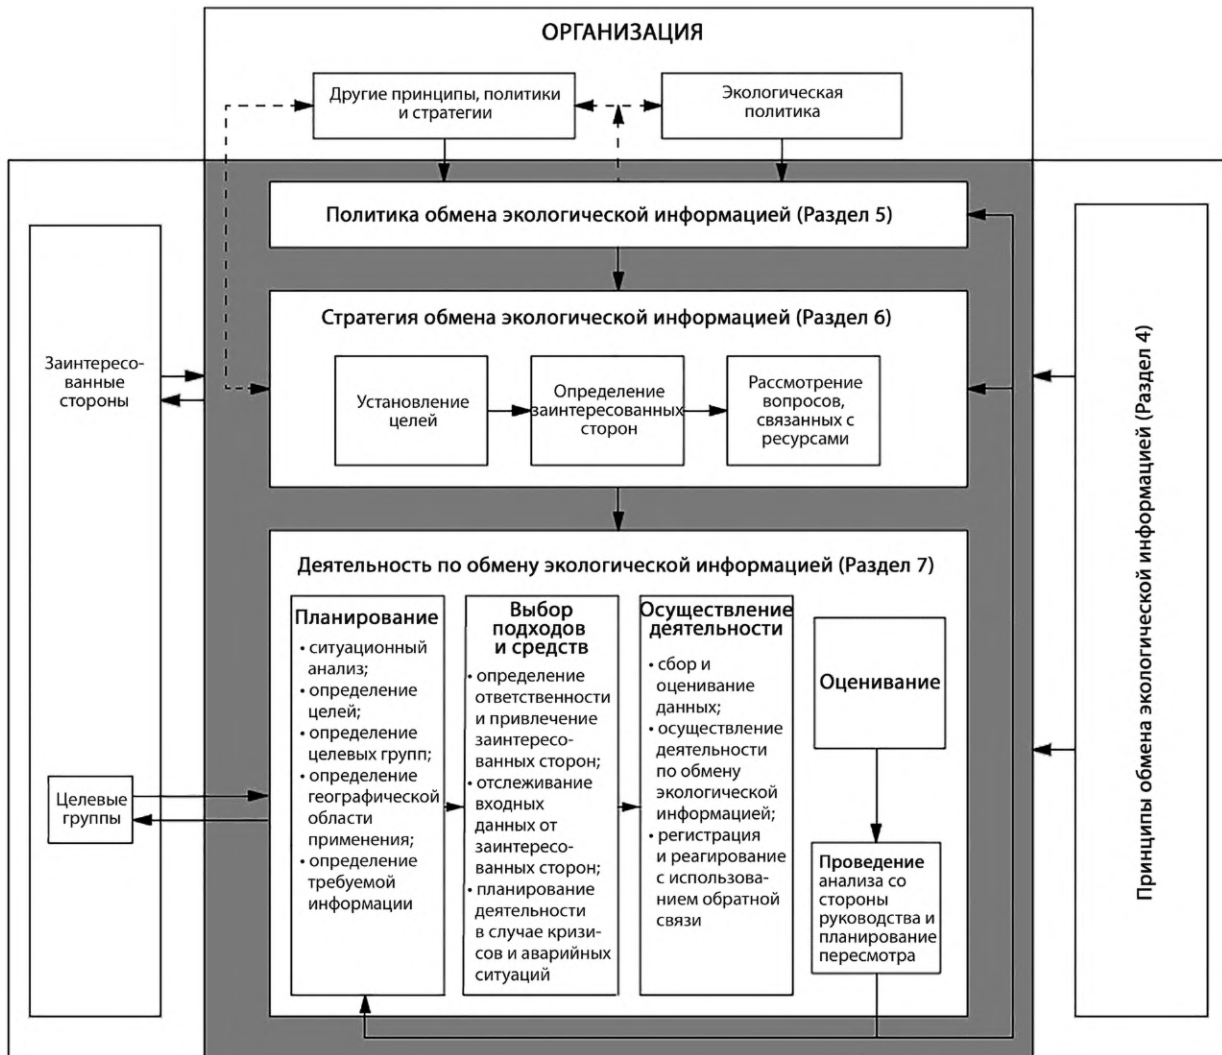 ОРГАНИЗАЦИЯ
Другие принципы, политики
и стратегии
Экологическая
политика
Политика обмена экологической информацией (Раздел 5)
Стратегия обмена экологической информацией (Раздел 6)
Заинтересо-
ванные
стороны
Установление
целей
Определение
заинтересованных
сторон
Рассмотрение
вопросов,
связанных с
ресурсами
Принципы обмена экологической информацией (Раздел 4)
Деятельность по обмену экологической информацией (Раздел 7)
Целевые
группы
Планирование
• ситуационный
анализ;
• определение
целей;
• определение
целевых групп;
• определение
географической
области
применения;
• определение
требуемой
информации
Выбор
подходов
и средств
• определение
ответственности
и привлечение
заинтересо-
ванных сторон;
• отслеживание
входных
данных от
заинтересо-
ванных сторон;
• планирование
деятельности
в случае кризи-
сов и аварийных
ситуаций
Осуществление
деятельности
• сбор и
оценивание
данных;
• осуществление
деятельности
по обмену
экологической
информацией;
• регистрация
и реагирование
с использова-
нием обратной
связи
Оценивание
Проведение
анализа со
стороны
руководства и
планирование
пересмотра